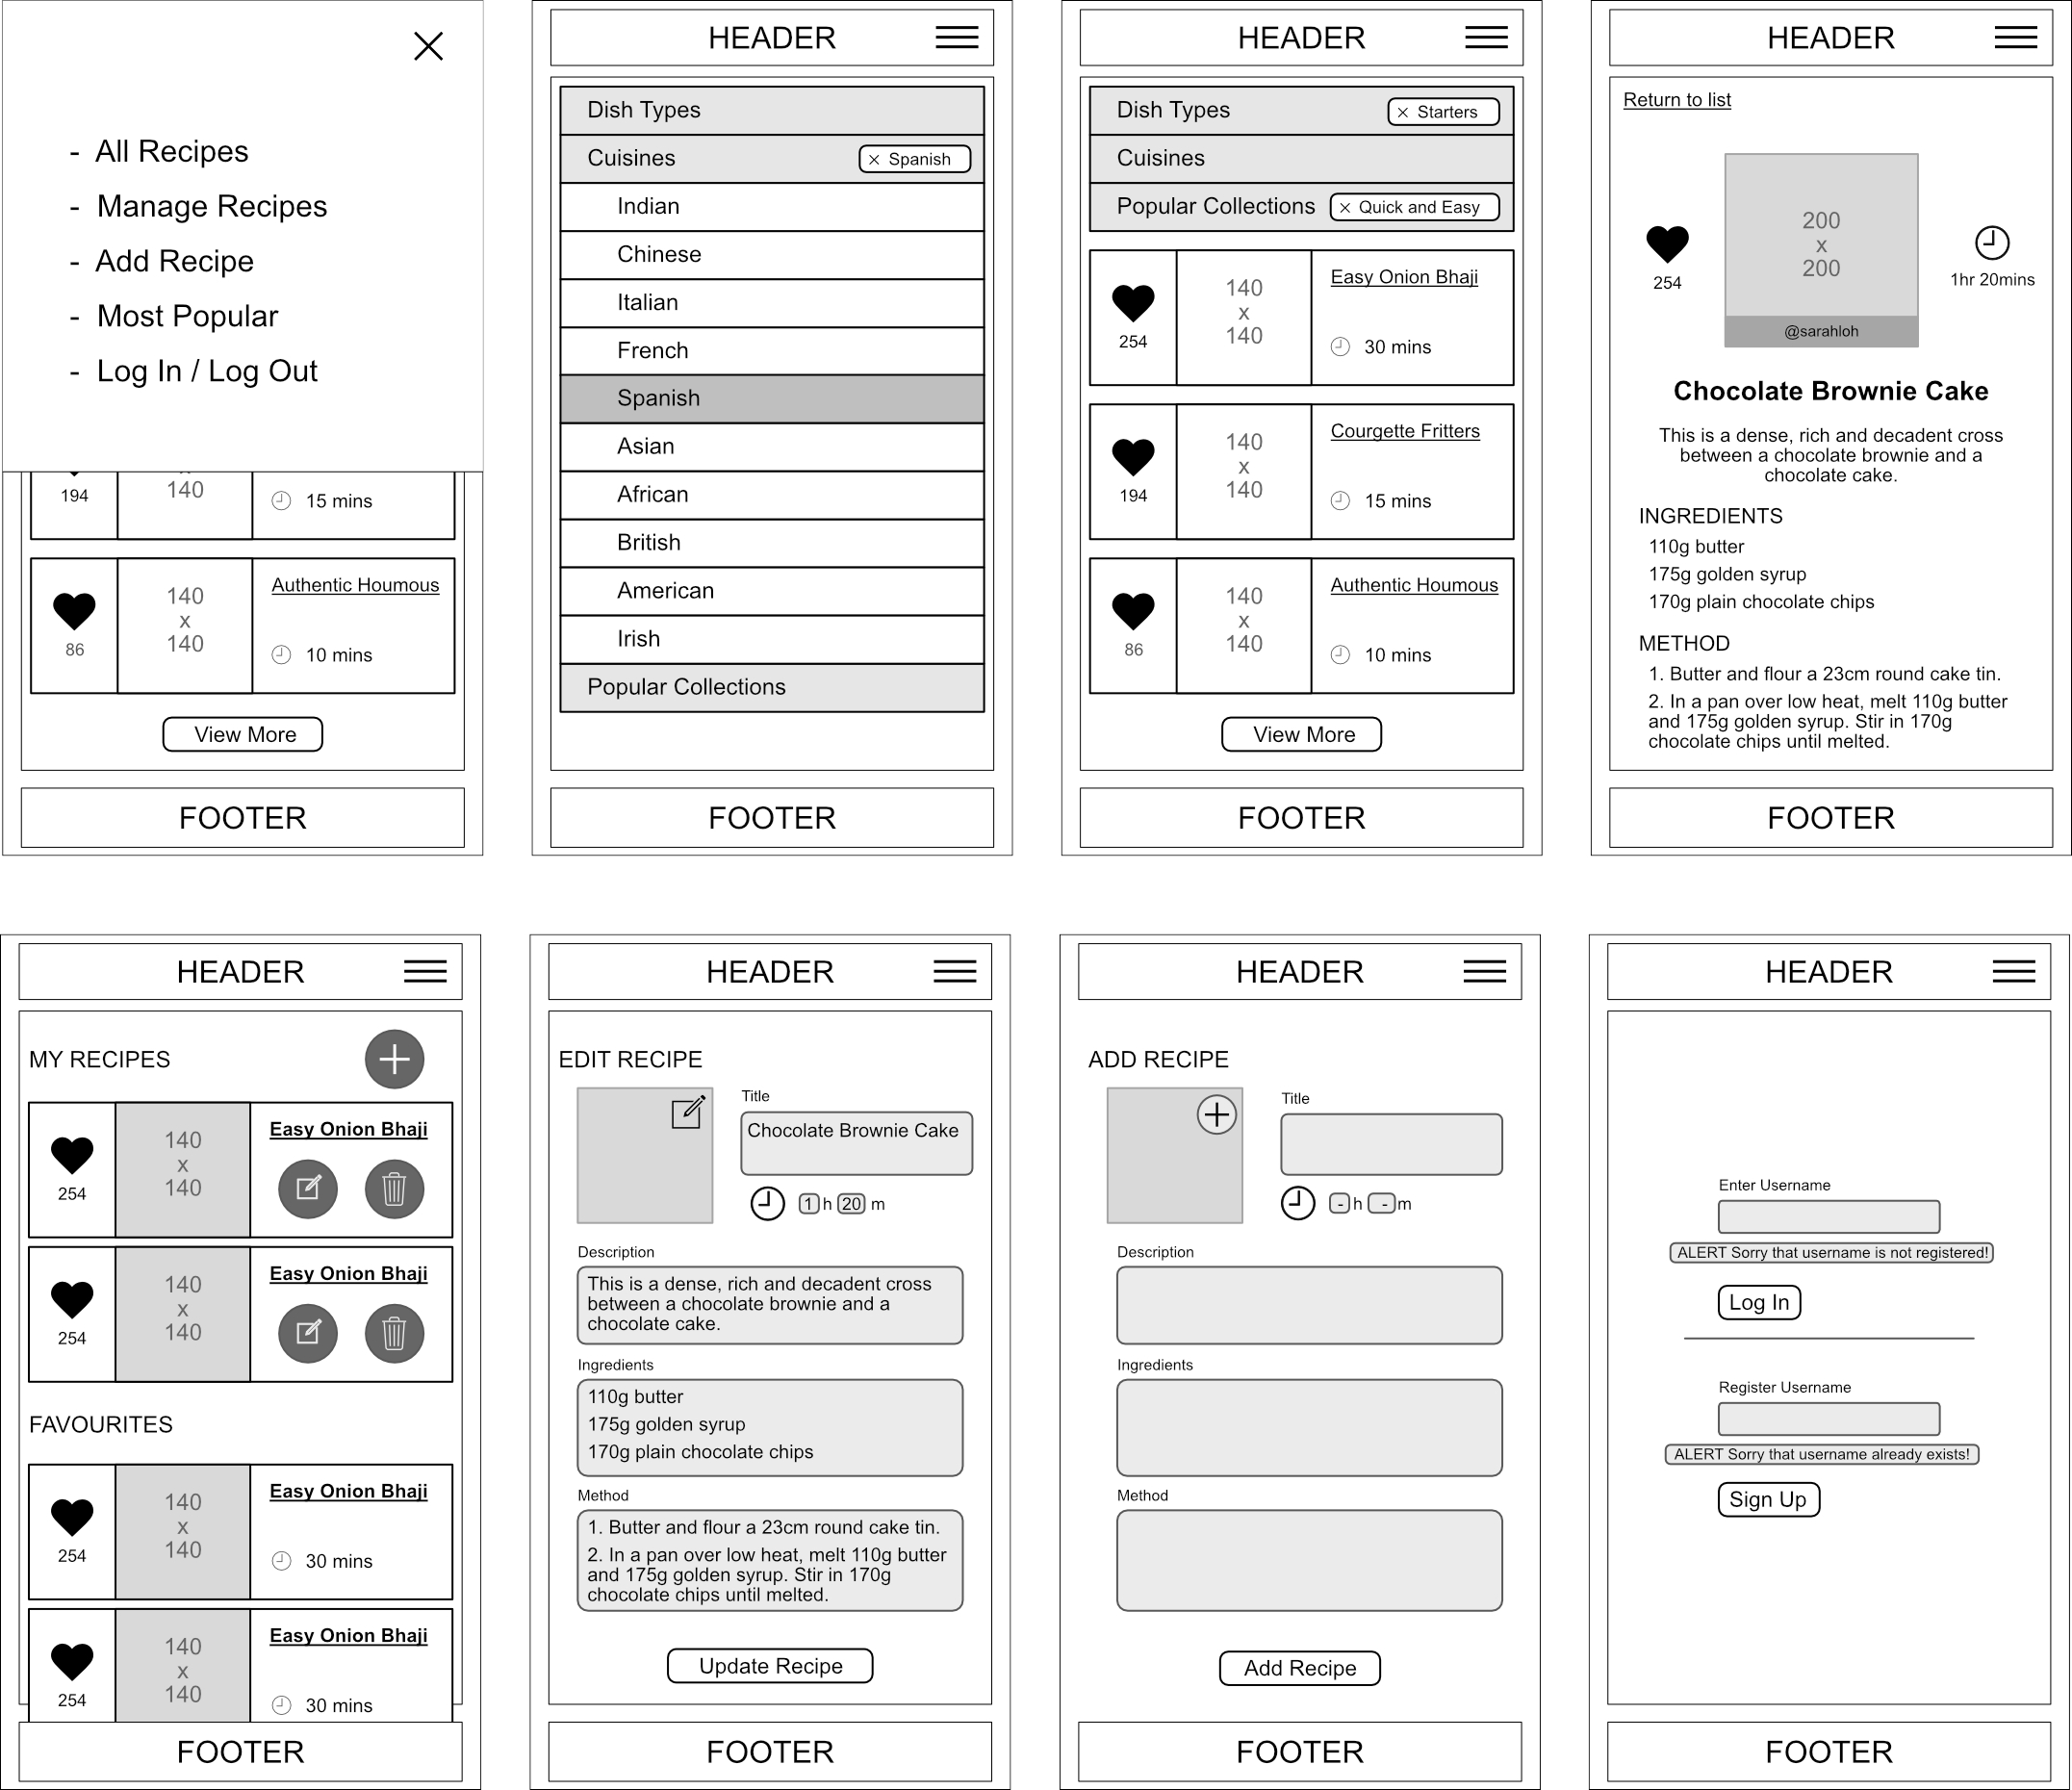 - All Recipes
- Manage Recipes
- Add Recipe
- Most Popular
- Log In / Log Out
194
140
15 mins
86
140
x
140
Authentic Houmous
10 mins
View More
FOOTER
HEADER
Dish Types
Cuisines
× Spanish
Indian
Chinese
Italian
French
Spanish
Asian
African
British
American
Irish
Popular Collections
FOOTER
HEADER
Dish Types
× Starters
Cuisines
Popular Collections
× Quick and Easy
254
140
x
140
Easy Onion Bhaji
30 mins
194
140
x
140
Courgette Fritters
15 mins
86
140
x
140
Authentic Houmous
10 mins
View More
FOOTER
HEADER
Return to list
254
200
x
200
@sarahloh
1hr 20mins
Chocolate Brownie Cake
This is a dense, rich and decadent cross
between a chocolate brownie and a
chocolate cake.
INGREDIENTS
110g butter
175g golden syrup
170g plain chocolate chips
METHOD
1. Butter and flour a 23cm round cake tin.
2. In a pan over low heat, melt 110g butter
and 175g golden syrup. Stir in 170g
chocolate chips until melted.
FOOTER
HEADER
MY RECIPES
254
140
x
140
Easy Onion Bhaji
254
140
x
140
Easy Onion Bhaji
FAVOURITES
254
140
x
140
Easy Onion Bhaji
30 mins
254
140
x
140
Easy Onion Bhaji
30 mins
FOOTER
HEADER
EDIT RECIPE
Title
Chocolate Brownie Cake
1 h 20 m
Description
This is a dense, rich and decadent cross
between a chocolate brownie and a
chocolate cake.
Ingredients
110g butter
175g golden syrup
170g plain chocolate chips
Method
1. Butter and flour a 23cm round cake tin.
2. In a pan over low heat, melt 110g butter
and 175g golden syrup. Stir in 170g
chocolate chips until melted.
Update Recipe
FOOTER
HEADER
ADD RECIPE
Title
- h - m
Description
Ingredients
Method
Add Recipe
FOOTER
HEADER
Enter Username
ALERT Sorry that username is not registered!
Log In
Register Username
ALERT Sorry that username already exists!
Sign Up
FOOTER